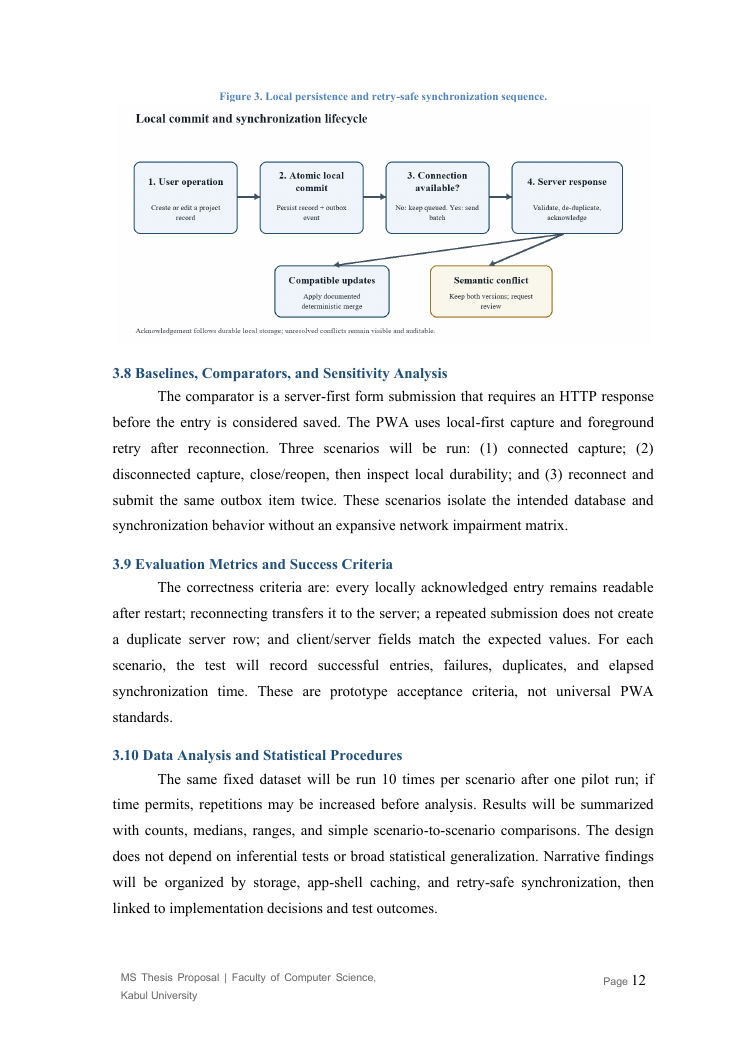 Figure 3. Local persistence and retry-safe synchronization sequence.
Local commit and synchronization lifecycle
1. User operation
Create or edit a project
record
2. Atomic local
commit
Persist record + outbox
event
3. Connection
available?
No: keep queued. Yes: send
batch
4. Server response
Validate, de-duplicate,
acknowledge
Compatible updates
Apply documented
deterministic merge
Semantic conflict
Keep both versions; request
review
Acknowledgement follows durable local storage; unresolved conflicts remain visible and auditable.
3.8 Baselines, Comparators, and Sensitivity Analysis
The comparator is a server-first form submission that requires an HTTP response
before the entry is considered saved. The PWA uses local-first capture and foreground
retry after reconnection. Three scenarios will be run: (1) connected capture; (2)
disconnected capture, close/reopen, then inspect local durability; and (3) reconnect and
submit the same outbox item twice. These scenarios isolate the intended database and
synchronization behavior without an expansive network impairment matrix.
3.9 Evaluation Metrics and Success Criteria
The correctness criteria are: every locally acknowledged entry remains readable
after restart; reconnecting transfers it to the server; a repeated submission does not create
a duplicate server row; and client/server fields match the expected values. For each
scenario, the test will record successful entries, failures, duplicates, and elapsed
synchronization time. These are prototype acceptance criteria, not universal PWA
standards.
3.10 Data Analysis and Statistical Procedures
The same fixed dataset will be run 10 times per scenario after one pilot run; if
time permits, repetitions may be increased before analysis. Results will be summarized
with counts, medians, ranges, and simple scenario-to-scenario comparisons. The design
does not depend on inferential tests or broad statistical generalization. Narrative findings
will be organized by storage, app-shell caching, and retry-safe synchronization, then
linked to implementation decisions and test outcomes.
MS Thesis Proposal | Faculty of Computer Science,
Kabul University
Page 12